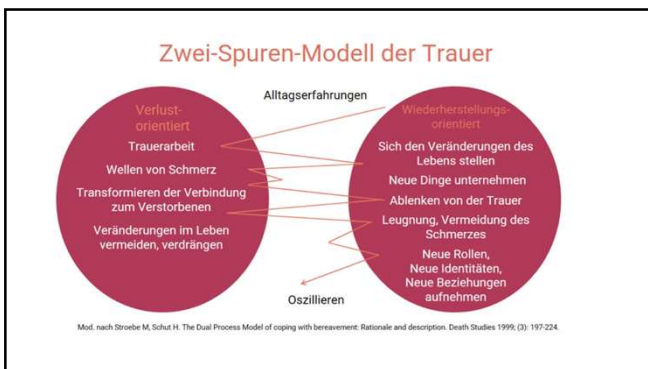 Zwei-Spuren-Modell der Trauer
Alltagserfahrungen
Verlust-
orientiert
Trauerarbeit
Wellen von Schmerz
Transformieren der Verbindung
zum Verstorbenen
Veränderungen im Leben
vermeiden, verdrängen
Wiederherstellungs-
orientiert
Sich den Veränderungen des
Lebens stellen
Neue Dinge unternehmen
Ablenken von der Trauer
Leugnung, Vermeidung des
Schmerzes
Neue Rollen,
Neue Identitäten,
Neue Beziehungen
aufnehmen
Oszillieren
Mod. nach Stroebe M, Schut H. The Dual Process Model of coping with bereavement: Rationale and description. Death Studies 1999; (3): 197-224.